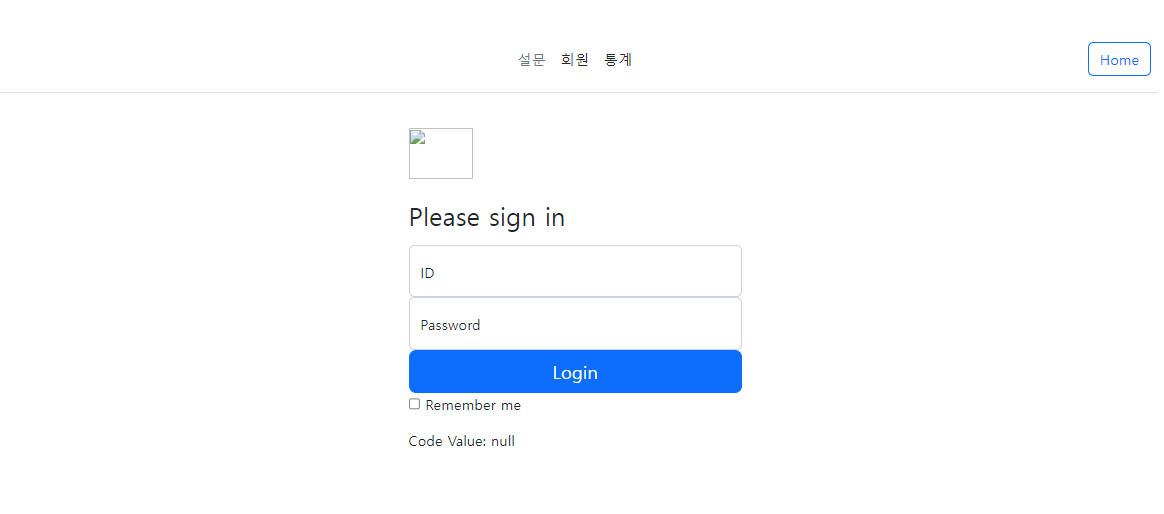 설문 회원 통계 Home
Please sign in
ID
Password
Login
Remember me
Code Value: null